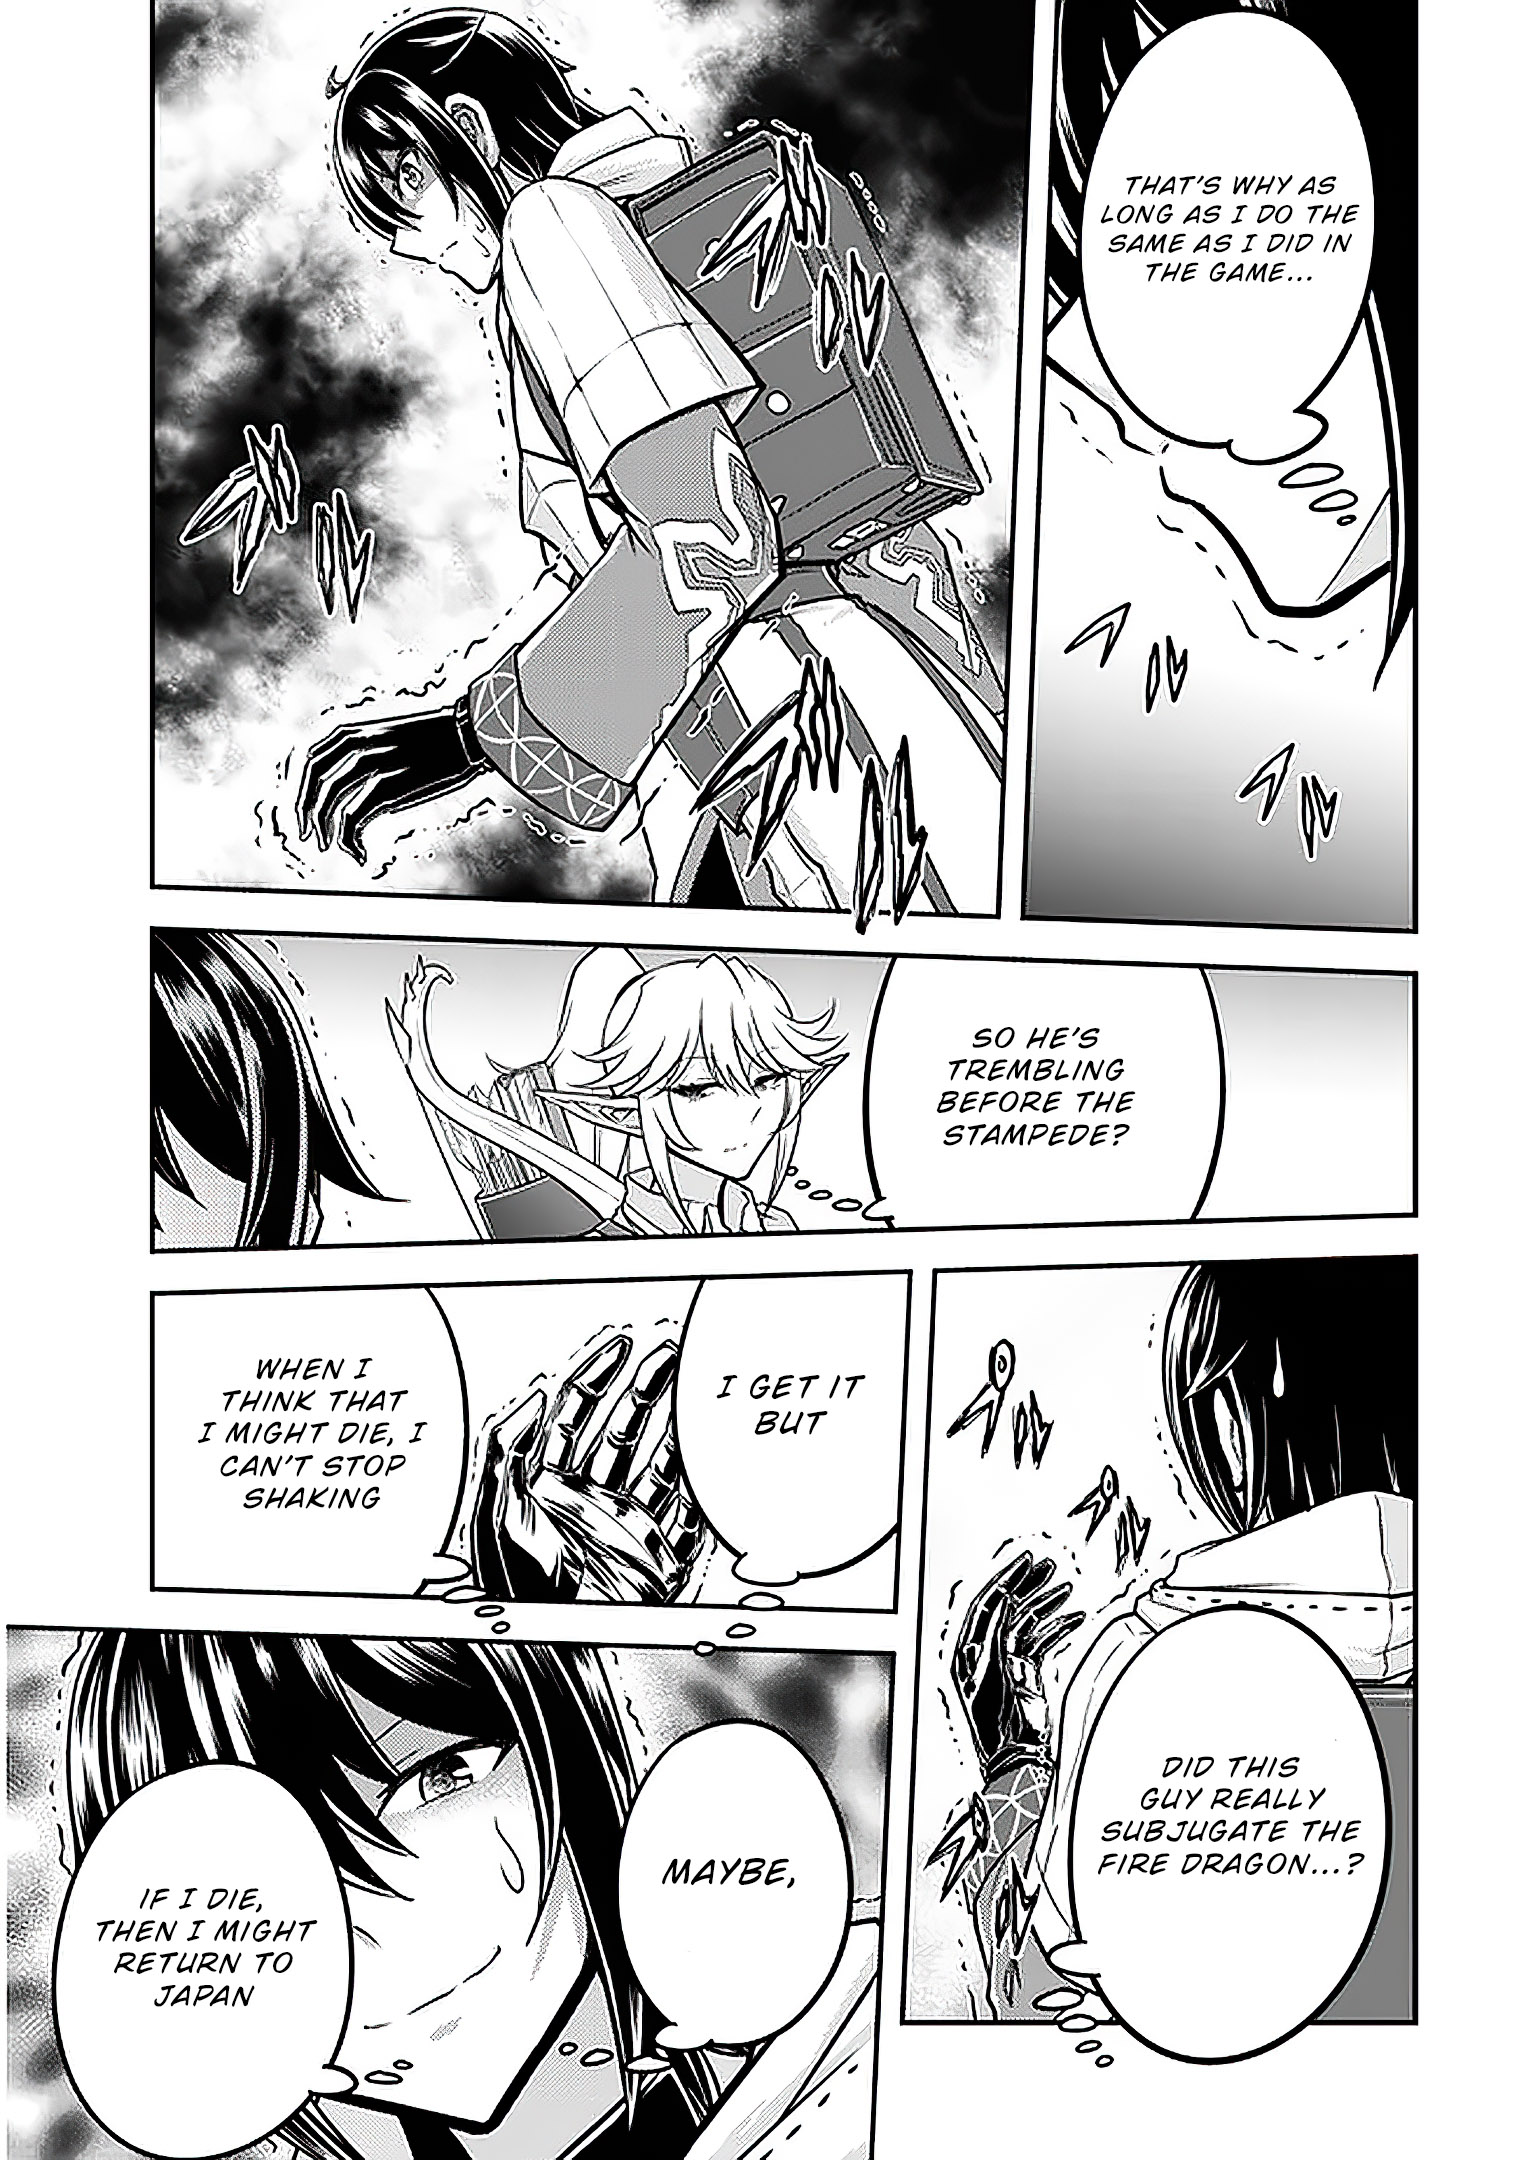 THAT'S WHY AS
LONG AS I DO THE
SAME AS I DID IN
THE GAME...
SO HE'S
TREMBLING
BEFORE THE
STAMPEDE?
DID THIS
GUY REALLY
SUBJUGATE THE
FIRE DRAGON...?
I GET IT
BUT
WHEN I
THINK THAT
I MIGHT DIE, I
CAN'T STOP
SHAKING
MAYBE,
IF I DIE,
THEN I MIGHT
RETURN TO
JAPAN